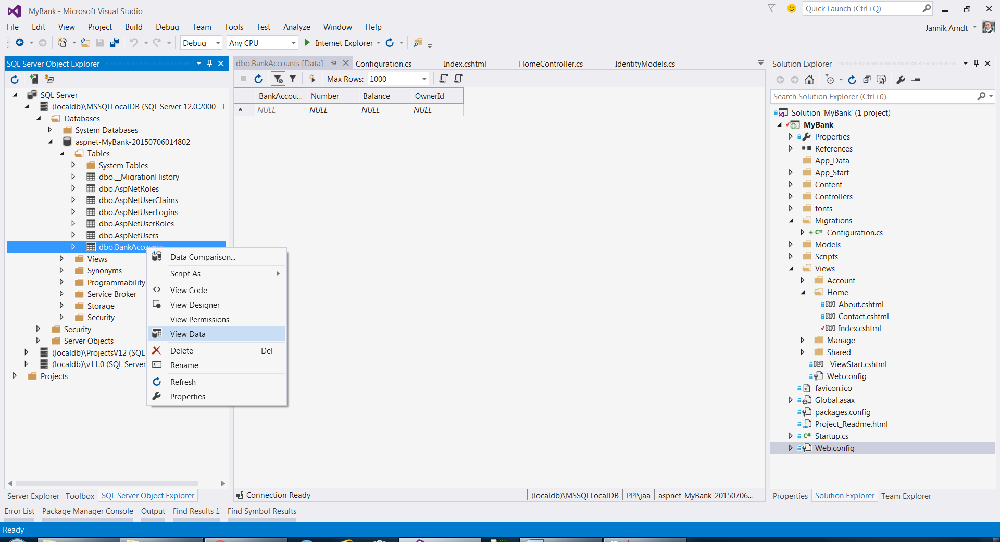 MyBank - Microsoft Visual Studio
Quick Launch (Ctrl+Q)
File Edit View Project Build Debug Team Tools Test Analyze Window Help
Jannik Arndt
Debug Any CPU Internet Explorer
SQL Server Object Explorer
SQL Server
(localdb)\MSSQLLocalDB (SQL Server 12.0.2000 - P
Databases
System Databases
aspnet-MyBank-20150706014802
Tables
System Tables
dbo.__MigrationHistory
dbo.AspNetRoles
dbo.AspNetUserClaims
dbo.AspNetUserLogins
dbo.AspNetUserRoles
dbo.AspNetUsers
dbo.BankAccounts
Views
Synonyms
Programmability
Service Broker
Storage
Security
Security
Server Objects
(localdb)\ProjectsV12 (SQL
(localdb)\v11.0 (SQL Server
Projects
Data Comparison...
Script As
View Code
View Designer
View Permissions
View Data
Delete Del
Rename
Refresh
Properties
Server Explorer Toolbox SQL Server Object Explorer
dbo.BankAccounts [Data] Configuration.cs Index.cshtml HomeController.cs IdentityModels.cs
Max Rows: 1000
BankAccou... Number Balance OwnerId
* NULL NULL NULL NULL
Connection Ready (localdb)\MSSQLLocalDB PPI\jaa aspnet-MyBank-20150706...
Solution Explorer
Search Solution Explorer (Ctrl+ü)
Solution 'MyBank' (1 project)
MyBank
Properties
References
App_Data
App_Start
Content
Controllers
fonts
Migrations
C# Configuration.cs
Models
Scripts
Views
Account
Home
[@] About.cshtml
[@] Contact.cshtml
[@] Index.cshtml
Manage
Shared
[@] _ViewStart.cshtml
Web.config
favicon.ico
Global.asax
packages.config
Project_Readme.html
C# Startup.cs
Web.config
Properties Solution Explorer Team Explorer
Error List Package Manager Console Output Find Results 1 Find Symbol Results
Ready